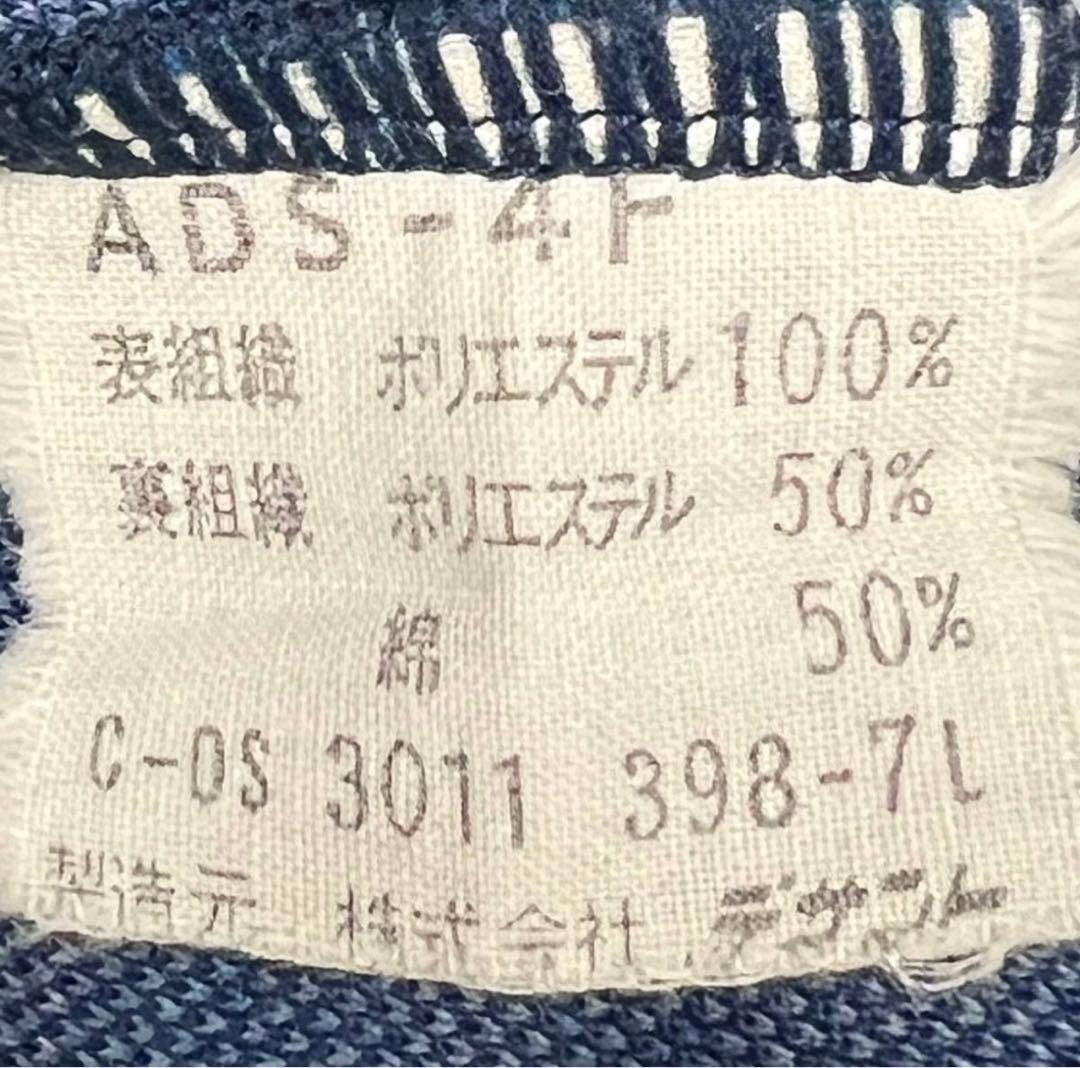 ADS-4F
表組織 ポリエステル 100%
裏組織 ポリエステル 50%
綿 50%
C-OS 3011 398-71
製造元 株式会社 デサント